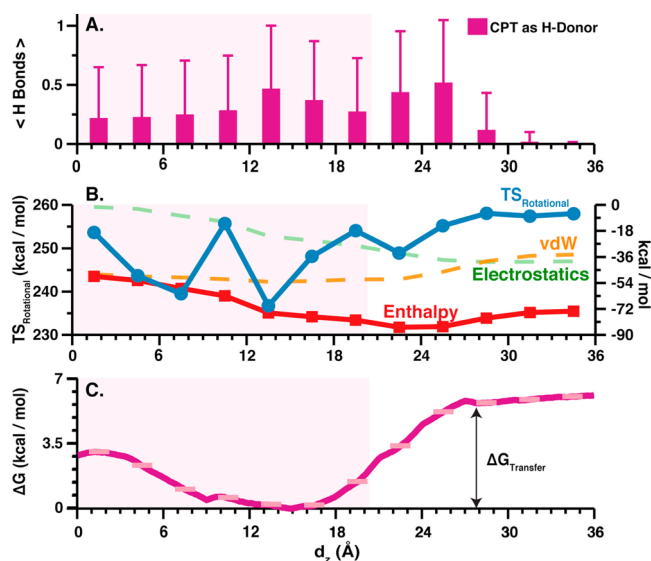 A.
CPT as H-Donor
< H Bonds >
1
0.5
0
0 6 12 18 24 30 36
B.
TS_Rotational
vdW
Electrostatics
Enthalpy
TS_Rotational (kcal / mol)
260
250
240
230
0
-18
-36
-54
-72
-90
kcal / mol
0 6 12 18 24 30 36
C.
ΔG_Transfer
ΔG (kcal / mol)
7
3.5
0
0 6 12 18 24 30 36
d_z (Å)